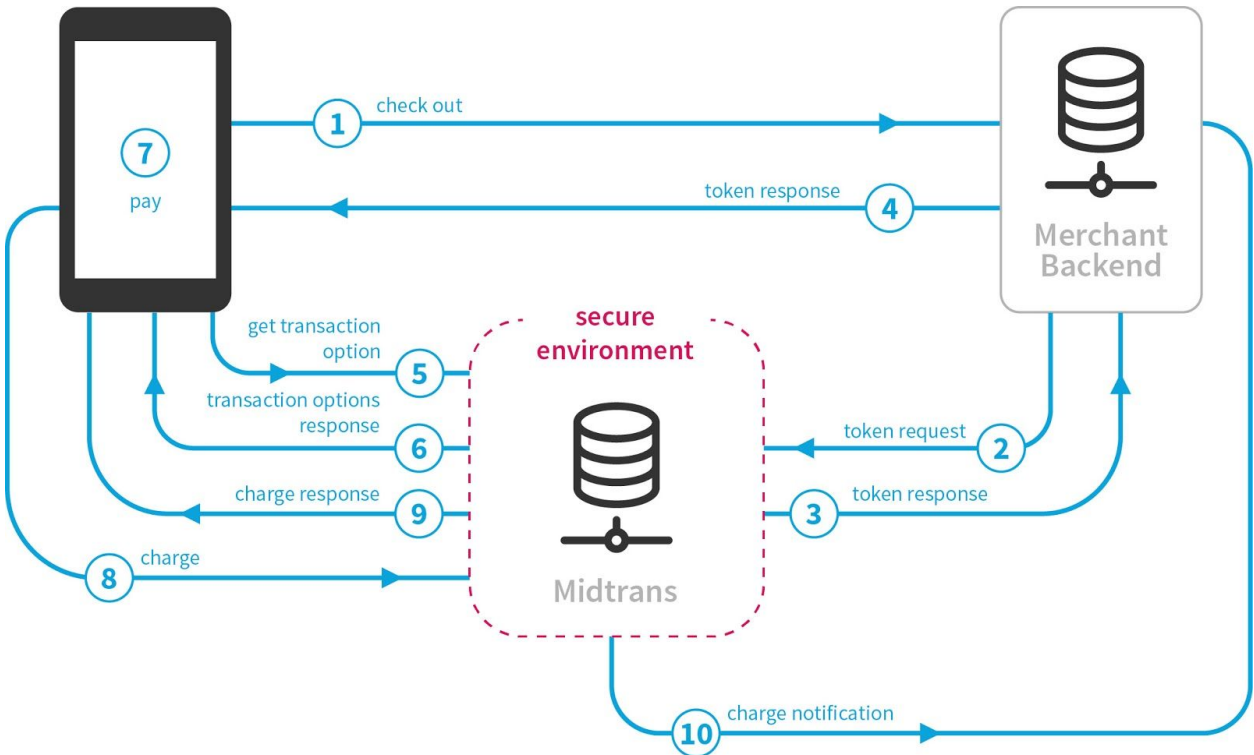 1
check out
7
pay
token response
4
Merchant
Backend
secure
environment
get transaction
option
5
transaction options
response
6
token request
2
charge response
9
3
token response
8
charge
Midtrans
10
charge notification